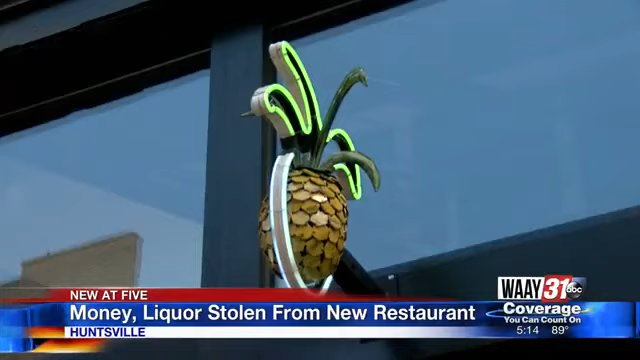 NEW AT FIVE
Money, Liquor Stolen From New Restaurant
HUNTSVILLE
WAAY 31 abc
Coverage
You Can Count On
5:14 89°